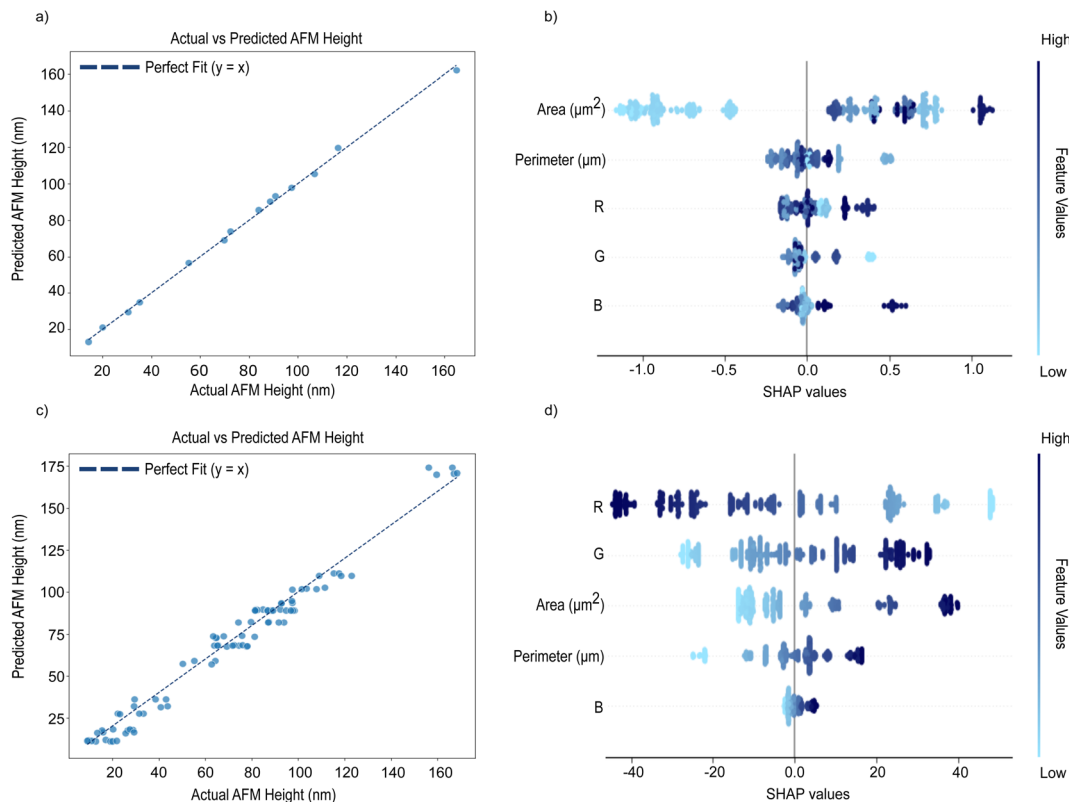 a)
Actual vs Predicted AFM Height
Perfect Fit (y = x)
160
140
120
100
80
60
40
20
Predicted AFM Height (nm)
20 40 60 80 100 120 140 160
Actual AFM Height (nm)
b)
Area (µm²)
Perimeter (µm)
R
G
B
-1.0 -0.5 0.0 0.5 1.0
SHAP values
High
Feature Values
Low
c)
Actual vs Predicted AFM Height
Perfect Fit (y = x)
175
150
125
100
75
50
25
Predicted AFM Height (nm)
20 40 60 80 100 120 140 160
Actual AFM Height (nm)
d)
R
G
Area (µm²)
Perimeter (µm)
B
-40 -20 0.0 20 40
SHAP values
High
Feature Values
Low